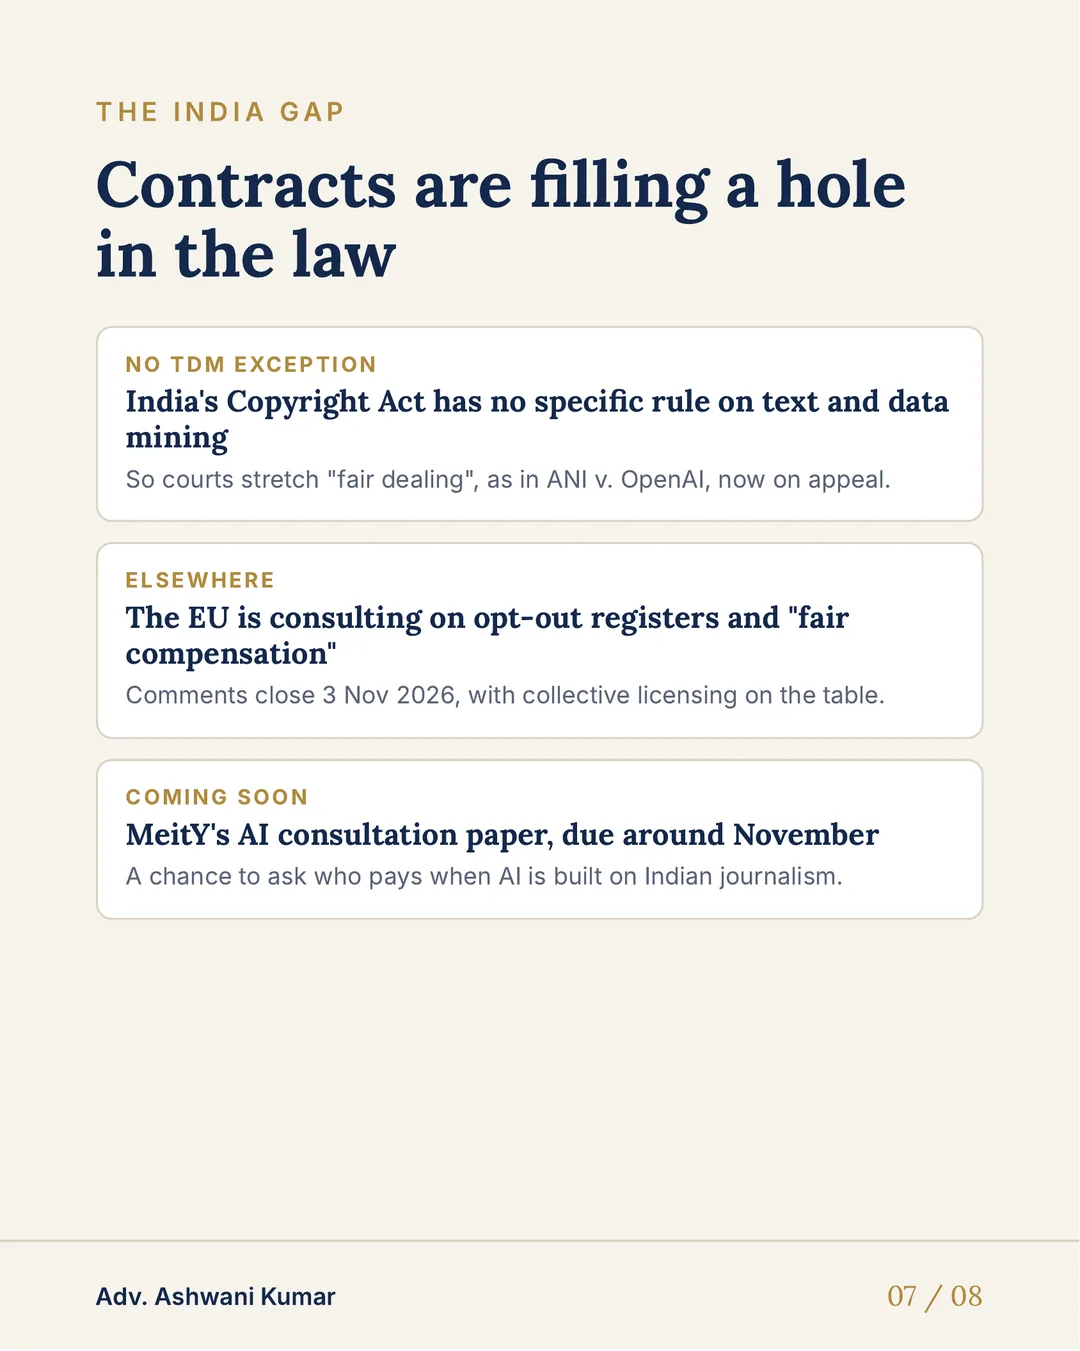 THE INDIA GAP
Contracts are filling a hole
in the law
NO TDM EXCEPTION
India's Copyright Act has no specific rule on text and data
mining
So courts stretch "fair dealing", as in ANI v. OpenAI, now on appeal.
ELSEWHERE
The EU is consulting on opt-out registers and "fair
compensation"
Comments close 3 Nov 2026, with collective licensing on the table.
COMING SOON
MeitY's AI consultation paper, due around November
A chance to ask who pays when AI is built on Indian journalism.
Adv. Ashwani Kumar
07 / 08